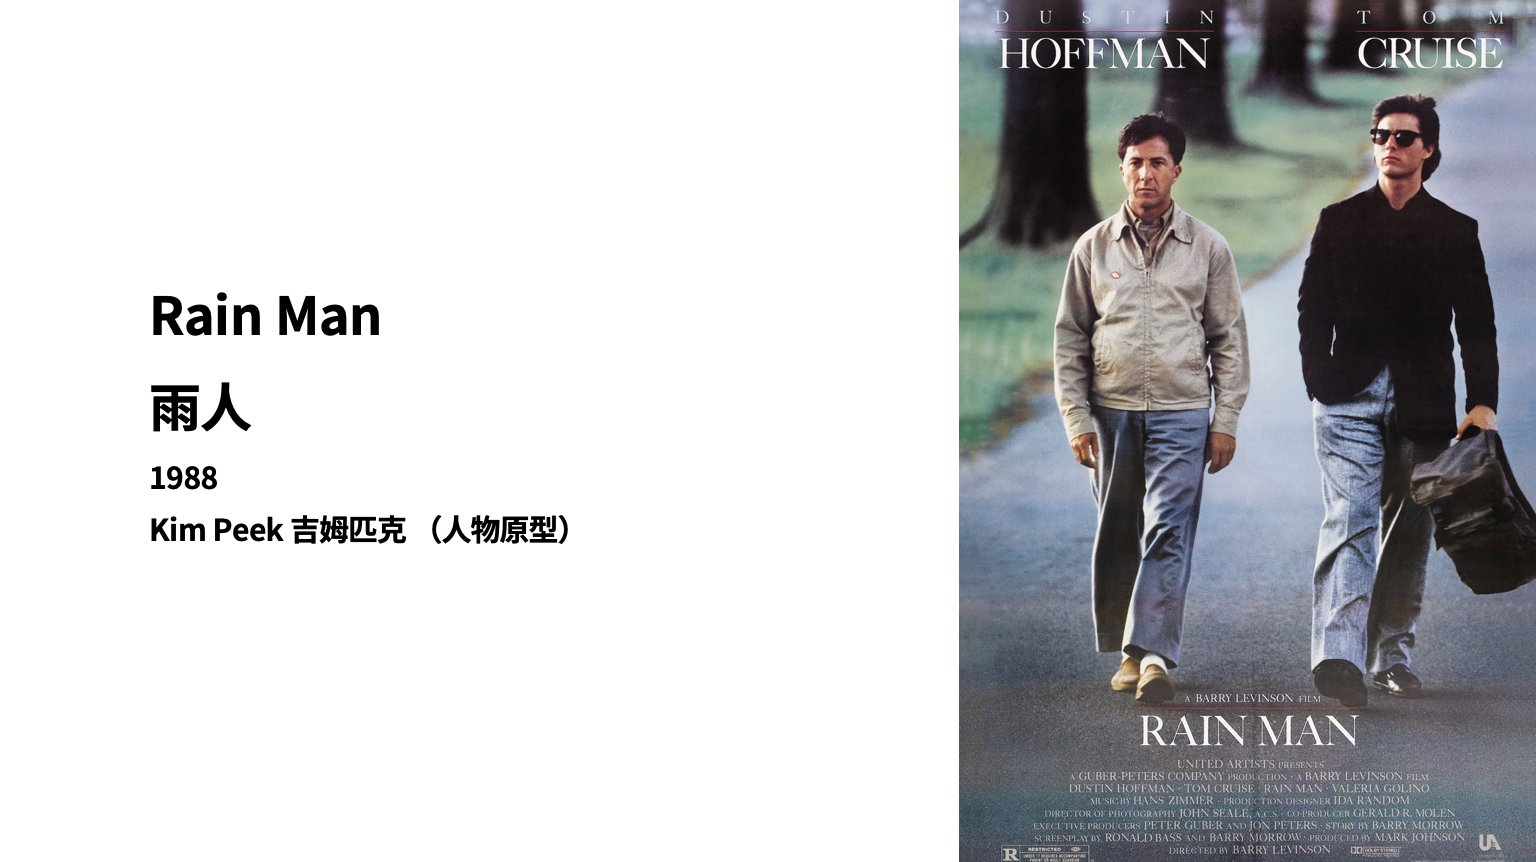 Rain Man
雨人
1988
Kim Peek 吉姆匹克 （人物原型）
DUSTIN
HOFFMAN
TOM
CRUISE
A BARRY LEVINSON FILM
RAIN MAN
UNITED ARTISTS PRESENTS
A GUBER-PETERS COMPANY PRODUCTION · A BARRY LEVINSON FILM
DUSTIN HOFFMAN · TOM CRUISE · RAIN MAN · VALERIA GOLINO
MUSIC BY HANS ZIMMER · PRODUCTION DESIGNER IDA RANDOM
DIRECTOR OF PHOTOGRAPHY JOHN SEALE, A.C.S. · CO-PRODUCER GERALD R. MOLEN
EXECUTIVE PRODUCERS PETER GUBER AND JON PETERS · STORY BY BARRY MORROW
SCREENPLAY BY RONALD BASS AND BARRY MORROW · PRODUCED BY MARK JOHNSON
DIRECTED BY BARRY LEVINSON
R RESTRICTED
DOLBY STEREO
UA